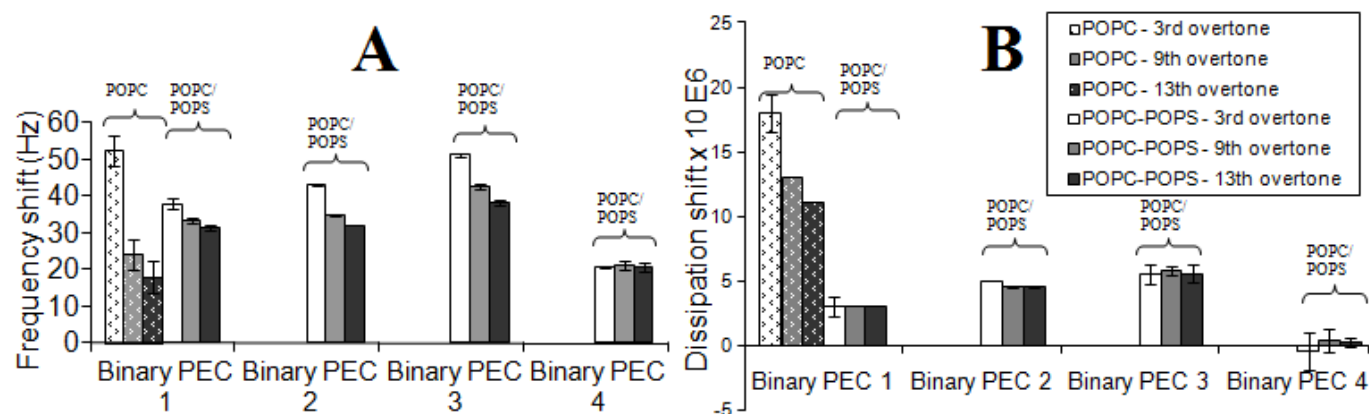 A
Frequency shift (Hz)
60
50
40
30
20
10
0
POPC
POPC/
POPS
POPC/
POPS
POPC/
POPS
POPC/
POPS
Binary PEC
1
Binary PEC
2
Binary PEC
3
Binary PEC
4
B
Dissipation shift x 10 E6
25
20
15
10
5
0
-5
POPC
POPC/
POPS
POPC/
POPS
POPC/
POPS
POPC/
POPS
Binary PEC 1
Binary PEC 2
Binary PEC 3
Binary PEC 4
POPC - 3rd overtone
POPC - 9th overtone
POPC - 13th overtone
POPC-POPS - 3rd overtone
POPC-POPS - 9th overtone
POPC-POPS - 13th overtone